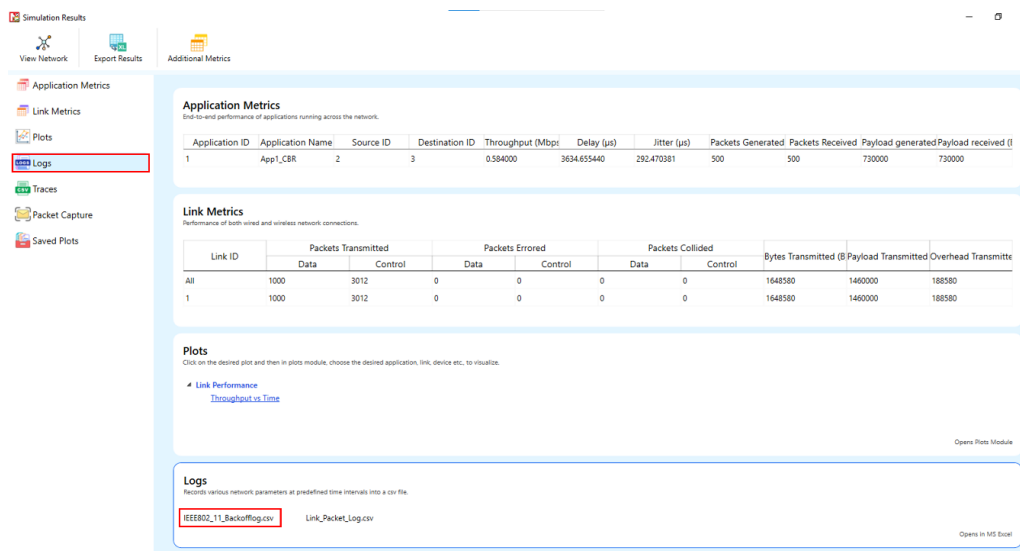 Simulation Results
View Network
Export Results
Additional Metrics
Application Metrics
Link Metrics
Plots
Logs
Traces
Packet Capture
Saved Plots
Application Metrics
End-to-end performance of applications running across the network.
Application ID Application Name Source ID Destination ID Throughput (Mbps Delay (µs) Jitter (µs) Packets Generated Packets Received Payload generated Payload received (
1 App1_CBR 2 3 0.584000 3634.655440 292.470381 500 500 730000 730000
Link Metrics
Performance of both wired and wireless network connections.
Link ID Packets Transmitted Packets Errored Packets Collided Bytes Transmitted (B Payload Transmitted Overhead Transmitte
Data Control Data Control Data Control
All 1000 3012 0 0 0 0 1648580 1460000 188580
1 1000 3012 0 0 0 0 1648580 1460000 188580
Plots
Click on the desired plot and then in plots module, choose the desired application, link, device etc., to visualize.
Link Performance
Throughput vs Time
Opens Plots Module
Logs
Records various network parameters at predefined time intervals into a csv file.
IEEE802_11_Backofflog.csv Link_Packet_Log.csv
Opens in MS Excel